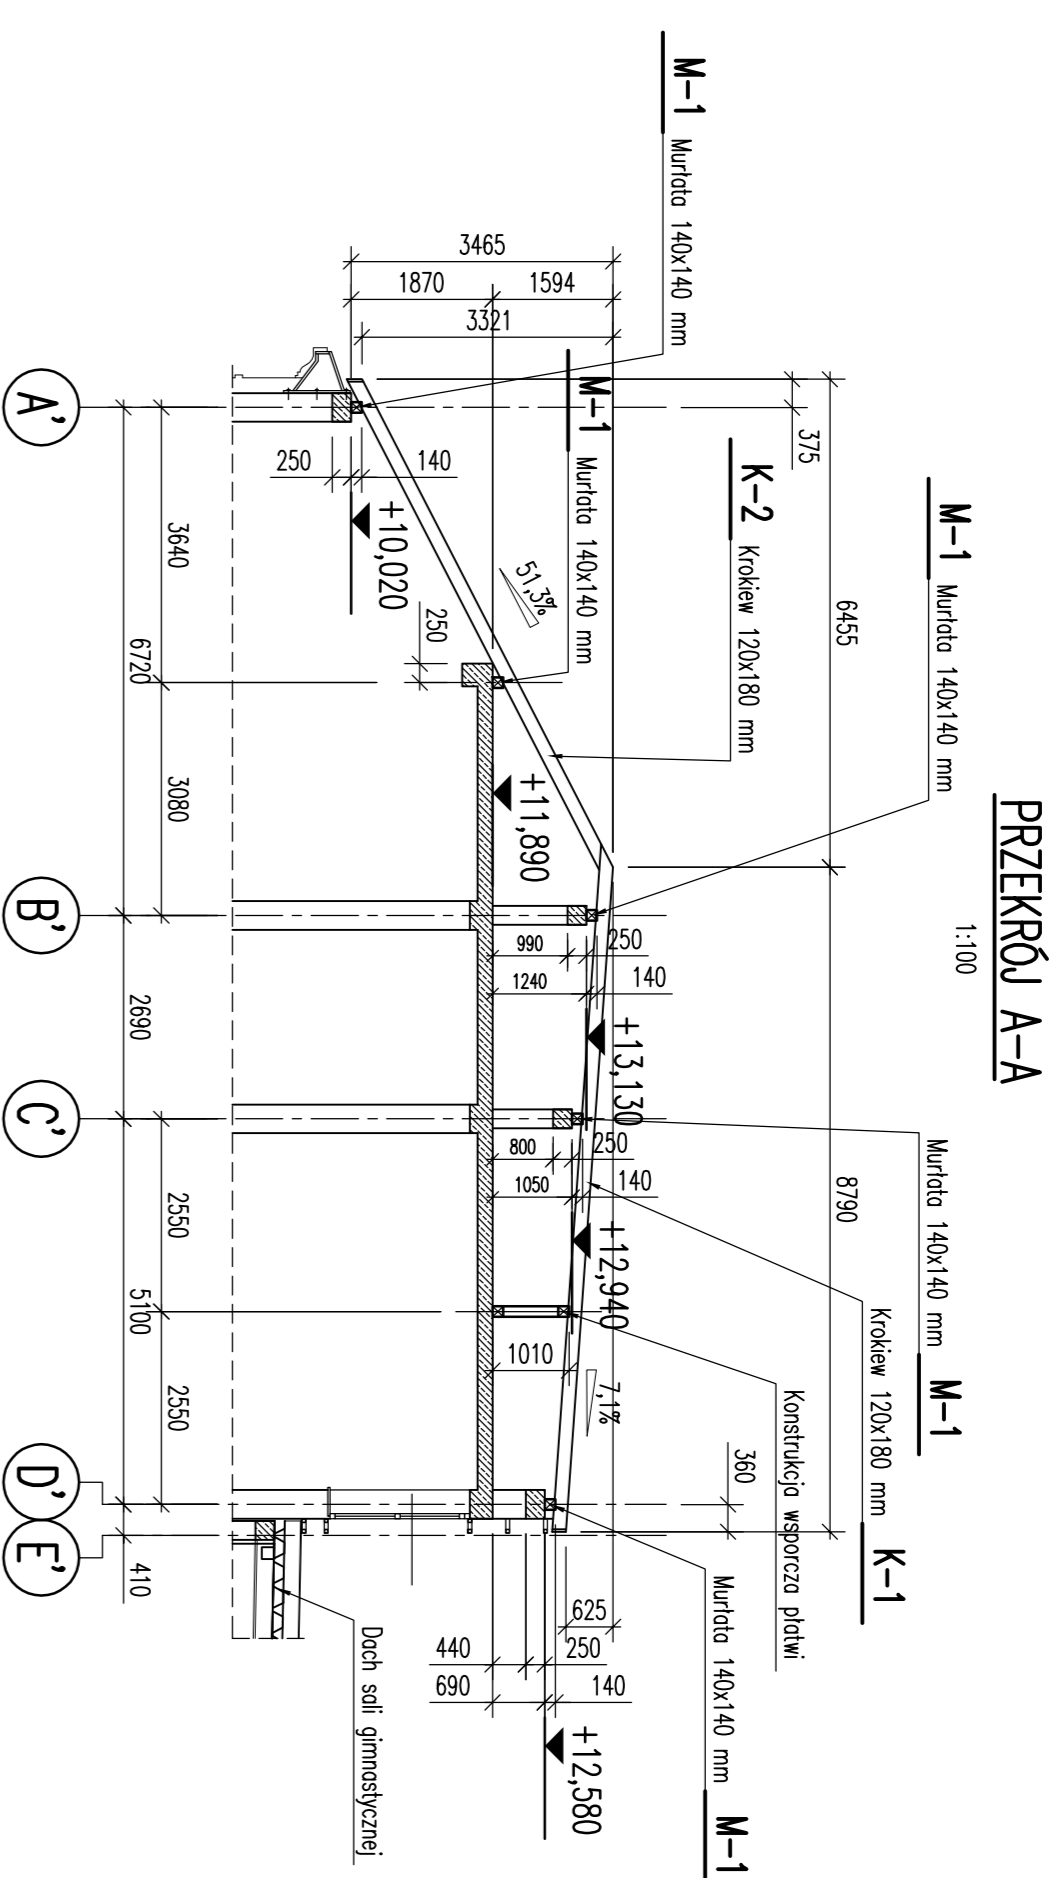 PRZEKRÓJ A-A
1:100
M-1 Murłata 140x140 mm
M-1 Murłata 140x140 mm
K-2 Krokiew 120x180 mm
M-1 Murłata 140x140 mm
Murłata 140x140 mm M-1
Krokiew 120x180 mm K-1
Konstrukcja wsporcza płatwi
Murłata 140x140 mm M-1
Dach sali gimnastycznej
375
6455
8790
360
3465
1870
1594
3321
250
140
+10,020
51,3%
250
+11,890
990
250
1240
140
+13,130
800
250
1050
140
+12,940
1010
7,1%
625
440
250
690
140
+12,580
3640
3080
2550
2550
6720
2690
5100
410
A'
B'
C'
D'
E'